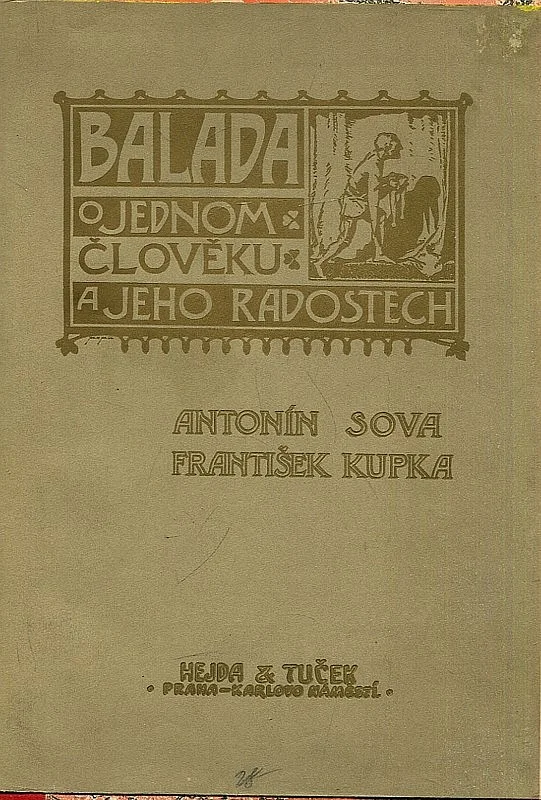 BALADA
O JEDNOM
ČLOVĚKU
A JEHO RADOSTECH
ANTONÍN SOVA
FRANTIŠEK KUPKA
HEJDA & TUČEK
• PRAHA-KARLOVO NÁMĚSTÍ •